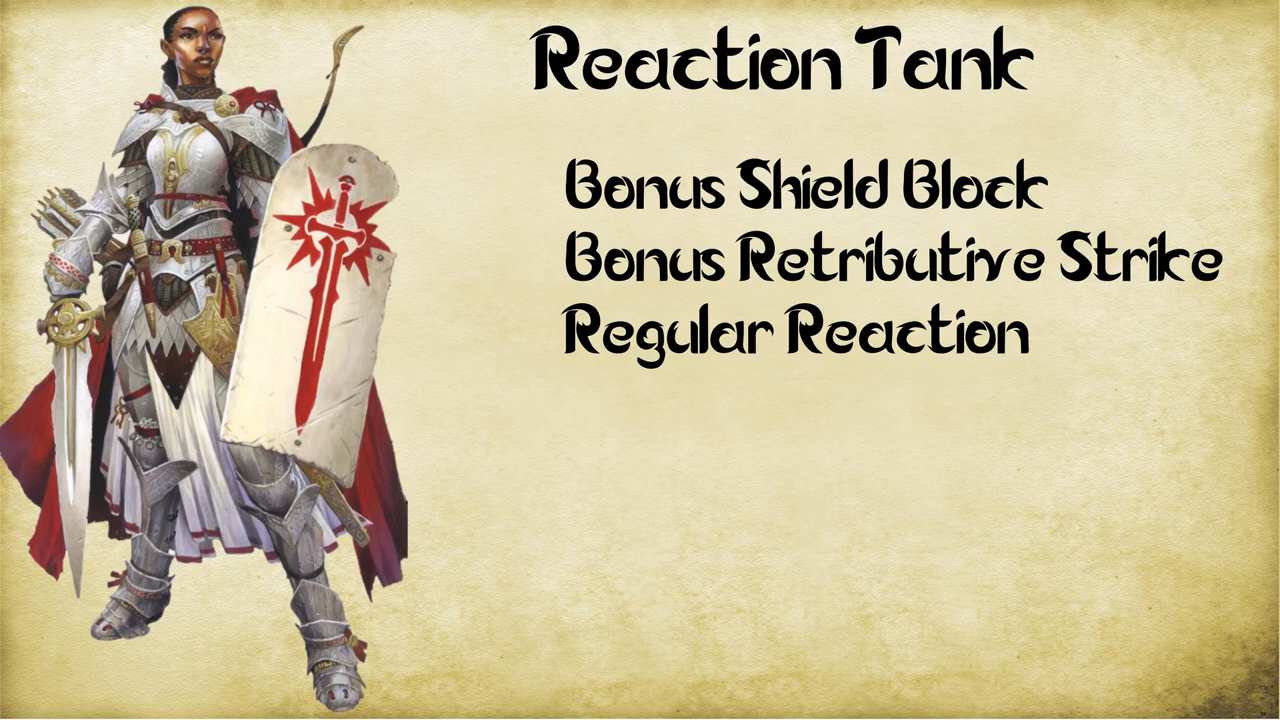 Reaction Tank
Bonus Shield Block
Bonus Retributive Strike
Regular Reaction